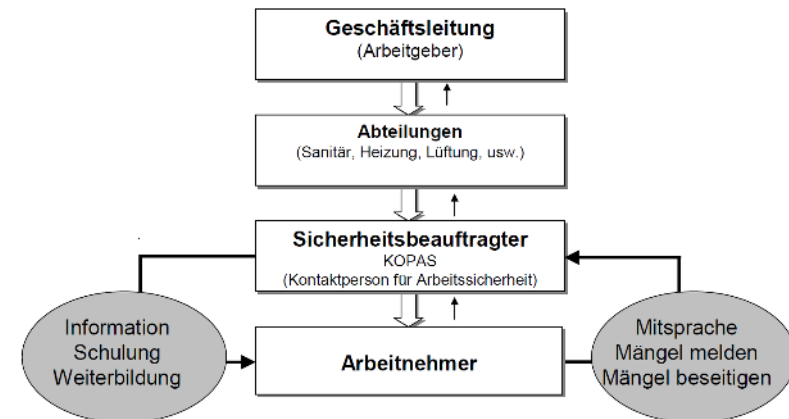 Geschäftsleitung
(Arbeitgeber)
Abteilungen
(Sanitär, Heizung, Lüftung, usw.)
Sicherheitsbeauftragter
KOPAS
(Kontaktperson für Arbeitssicherheit)
Information
Schulung
Weiterbildung
Arbeitnehmer
Mitsprache
Mängel melden
Mängel beseitigen